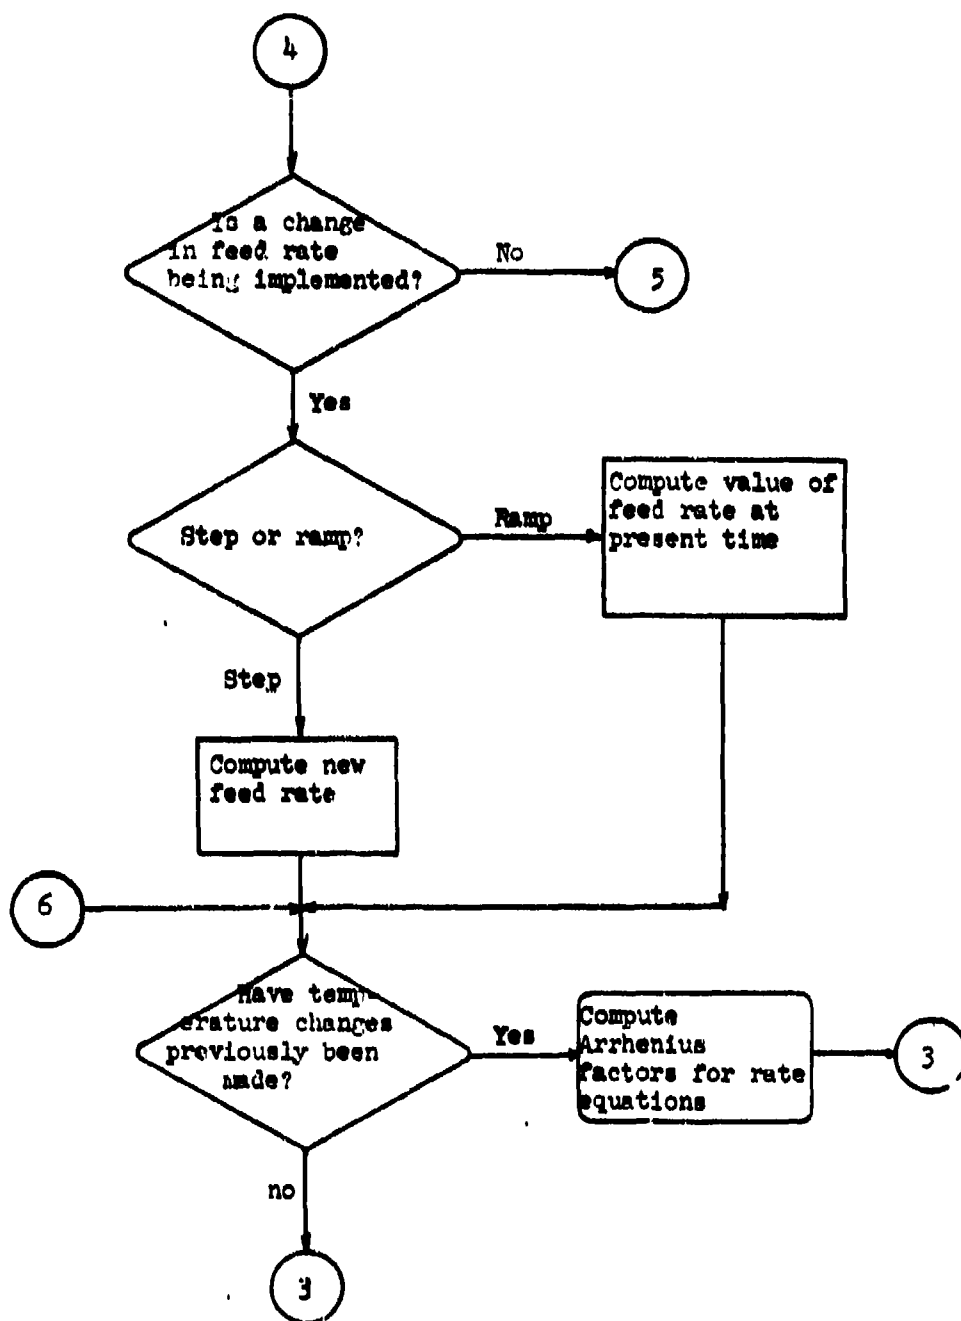 4
Is a change
in feed rate
being implemented?
No
5
Yes
Step or ramp?
Ramp
Compute value of
feed rate at
present time
Step
Compute new
feed rate
6
Have temp-
erature changes
previously been
made?
Yes
Compute
Arrhenius
factors for rate
equations
3
no
3